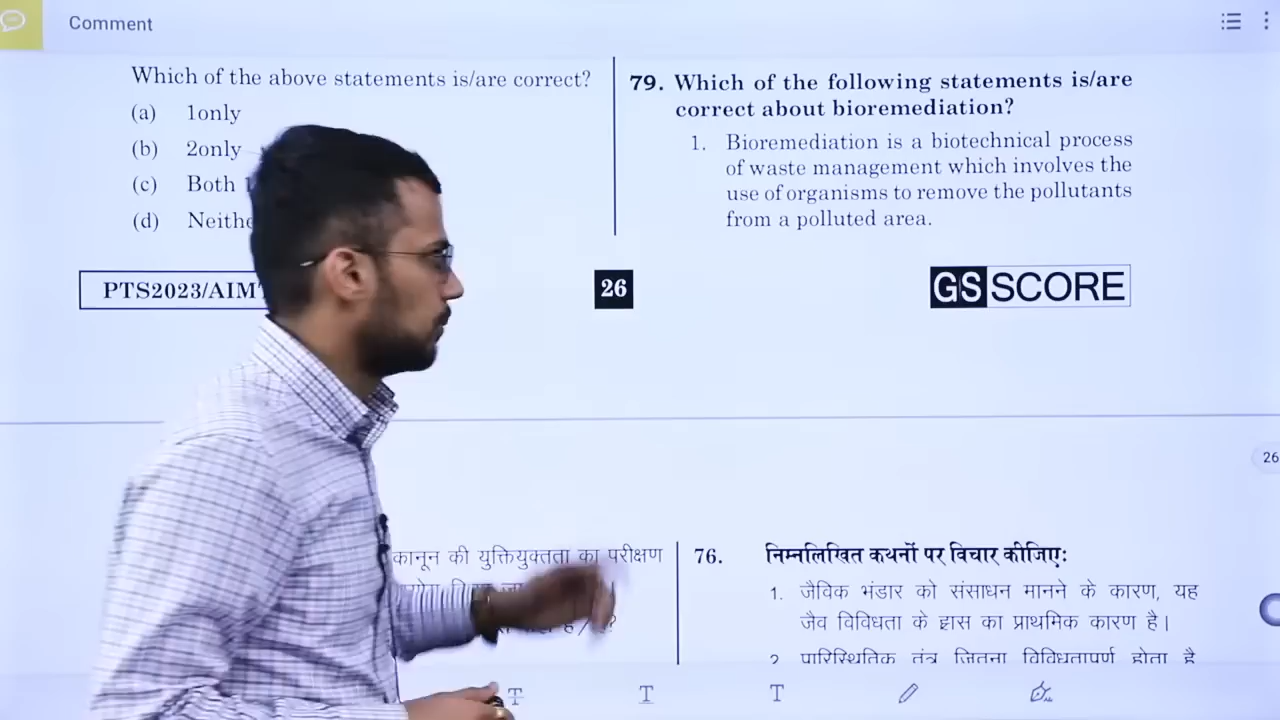 Comment
Which of the above statements is/are correct?
(a) 1only
(b) 2only
(c) Both
(d) Neithe
PTS2023/AIM
26
79. Which of the following statements is/are
correct about bioremediation?
1. Bioremediation is a biotechnical process
of waste management which involves the
use of organisms to remove the pollutants
from a polluted area.
GS SCORE
26
कानून की युक्तियुक्तता का परीक्षण
76. निम्नलिखित कथनों पर विचार कीजिए:
1. जैविक भंडार को संसाधन मानने के कारण, यह
जैव विविधता के ह्रास का प्राथमिक कारण है।
2 पारिस्थितिक तंत्र जितना विविधतापूर्ण होता है
T T T